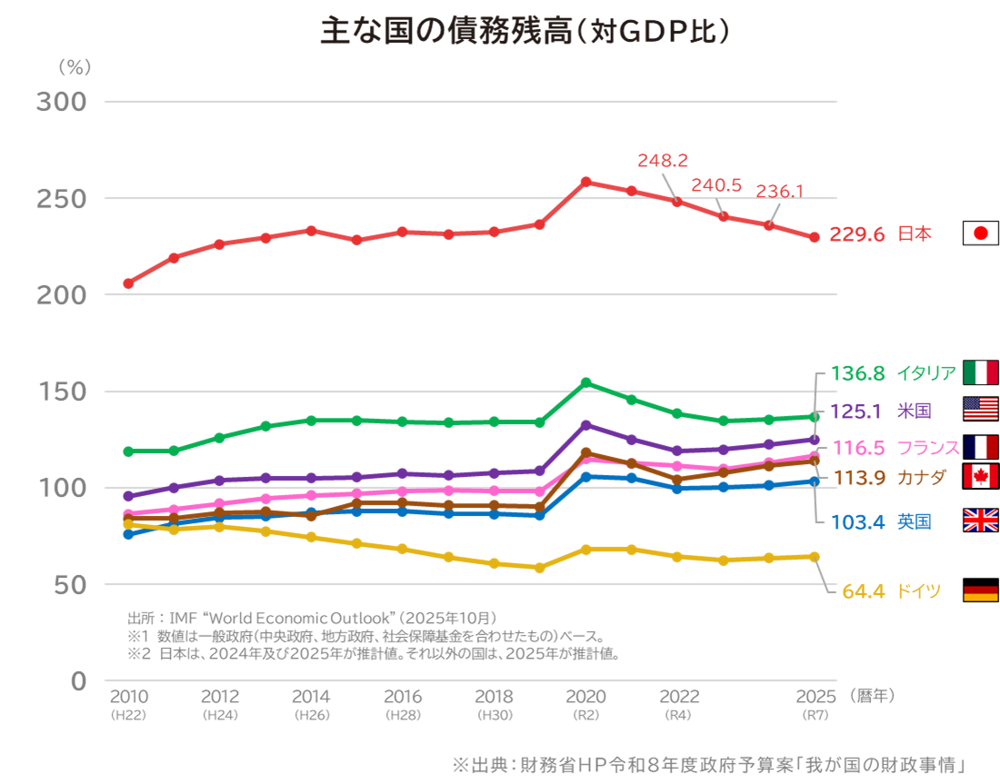 主な国の債務残高(対GDP比)
(%)
300
250
200
150
100
50
0
248.2
240.5
236.1
229.6 日本
136.8 イタリア
125.1 米国
116.5 フランス
113.9 カナダ
103.4 英国
64.4 ドイツ
出所:IMF “World Economic Outlook”(2025年10月)
※1 数値は一般政府(中央政府、地方政府、社会保障基金を合わせたもの)ベース。
※2 日本は、2024年及び2025年が推計値。それ以外の国は、2025年が推計値。
2010 2012 2014 2016 2018 2020 2022 2025 (暦年)
(H22) (H24) (H26) (H28) (H30) (R2) (R4) (R7)
※出典:財務省HP令和8年度政府予算案「我が国の財政事情」